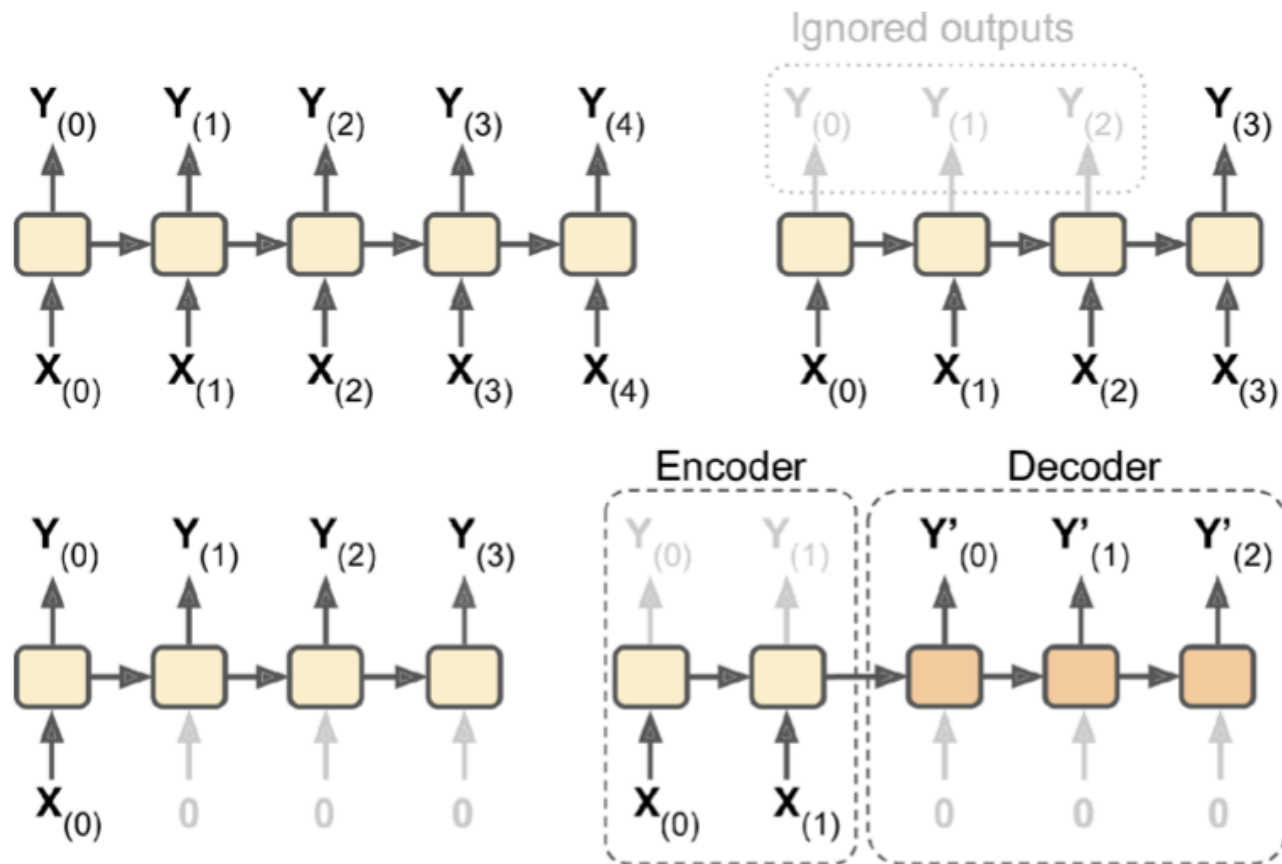 Ignored outputs
Y(0) Y(1) Y(2) Y(3) Y(4) Y(0) Y(1) Y(2) Y(3)
X(0) X(1) X(2) X(3) X(4) X(0) X(1) X(2) X(3)
Encoder Decoder
Y(0) Y(1) Y(2) Y(3) Y(0) Y(1) Y'(0) Y'(1) Y'(2)
X(0) 0 0 0 X(0) X(1) 0 0 0